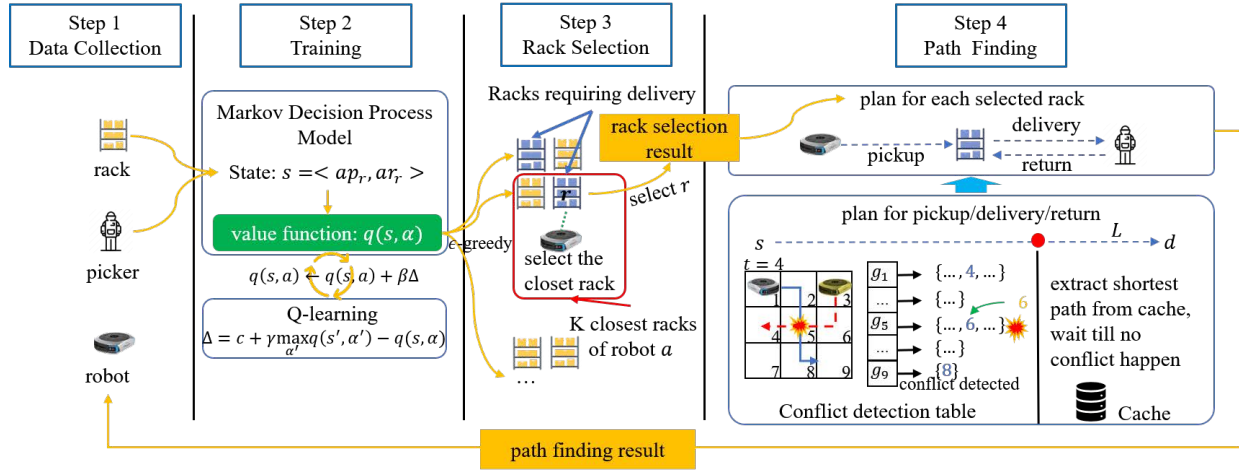 Step 1
Data Collection
rack
picker
robot
Step 2
Training
Markov Decision Process
Model
State: s =< ap_r, ar_r >
value function: q(s, α)
q(s, a) ← q(s, a) + βΔ
Q-learning
Δ = c + γ max_{α′} q(s′, α′) − q(s, α)
Step 3
Rack Selection
Racks requiring delivery
rack selection
result
r
select r
ϵ-greedy
select the
closet rack
K closest racks
of robot a
...
Step 4
Path Finding
plan for each selected rack
pickup
delivery
return
plan for pickup/delivery/return
s
L
d
t = 4
1 2 3
4 5 6
7 8 9
g_1 {..., 4, ...}
... {...}
6
g_5 {..., 6, ...}
... {...}
g_9 {8}
conflict detected
Conflict detection table
extract shortest
path from cache,
wait till no
conflict happen
Cache
path finding result